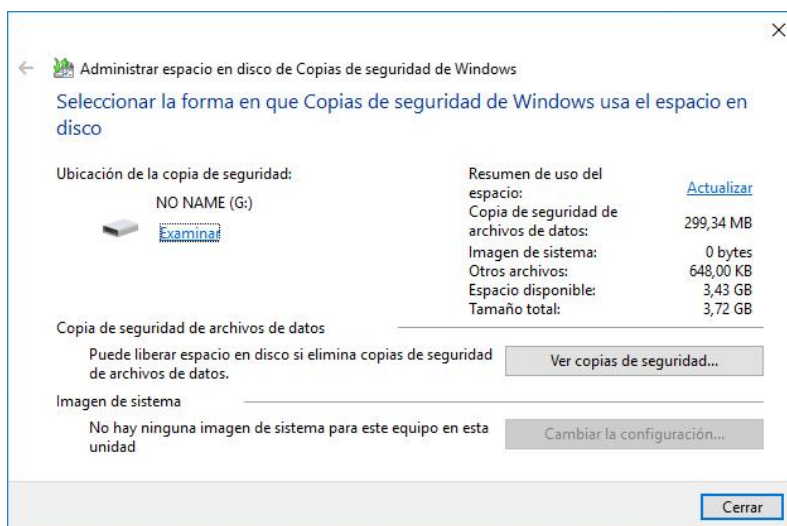 Administrar espacio en disco de Copias de seguridad de Windows
Seleccionar la forma en que Copias de seguridad de Windows usa el espacio en
disco
Ubicación de la copia de seguridad:
NO NAME (G:)
Examinar
Resumen de uso del
espacio: Actualizar
Copia de seguridad de
archivos de datos: 299,34 MB
Imagen de sistema: 0 bytes
Otros archivos: 648,00 KB
Espacio disponible: 3,43 GB
Tamaño total: 3,72 GB
Copia de seguridad de archivos de datos
Puede liberar espacio en disco si elimina copias de seguridad
de archivos de datos.
Ver copias de seguridad...
Imagen de sistema
No hay ninguna imagen de sistema para este equipo en esta
unidad
Cambiar la configuración...
Cerrar